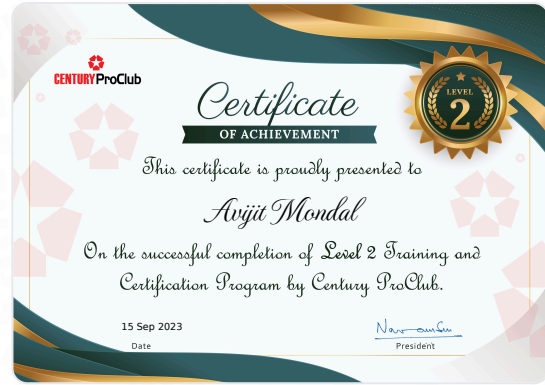 CENTURY ProClub
Certificate
OF ACHIEVEMENT
LEVEL
2
This certificate is proudly presented to
Avijit Mondal
On the successful completion of Level 2 Training and
Certification Program by Century ProClub.
15 Sep 2023
Date
President